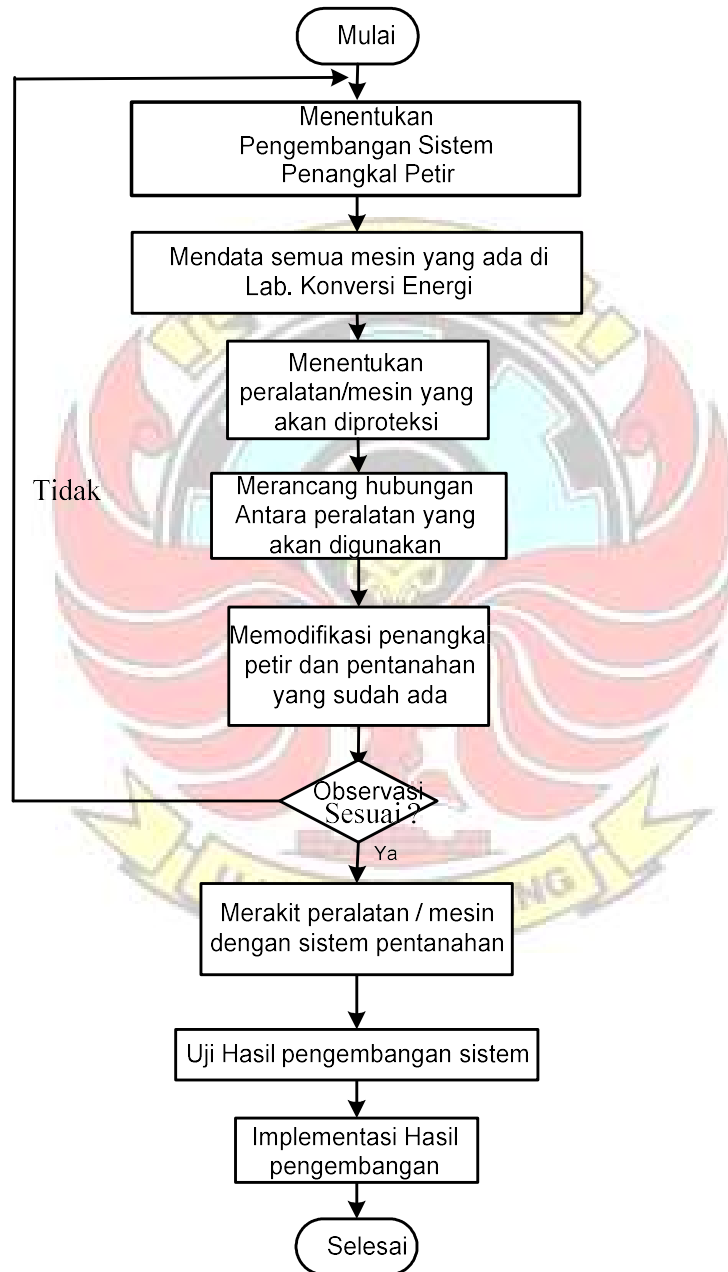 Mulai
Menentukan
Pengembangan Sistem
Penangkal Petir
Mendata semua mesin yang ada di
Lab. Konversi Energi
Menentukan
peralatan/mesin yang
akan diproteksi
Tidak
Merancang hubungan
Antara peralatan yang
akan digunakan
Memodifikasi penangka
petir dan pentanahan
yang sudah ada
Observasi
Sesuai ?
Ya
Merakit peralatan / mesin
dengan sistem pentanahan
Uji Hasil pengembangan sistem
Implementasi Hasil
pengembangan
Selesai